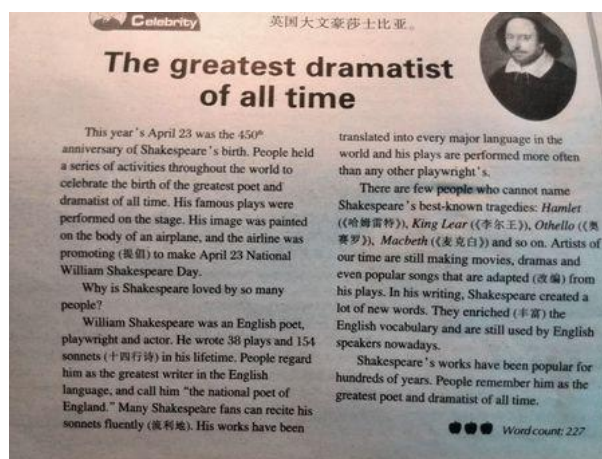 Celebrity
英国大文豪莎士比亚。
The greatest dramatist
of all time
This year's April 23 was the 450th
anniversary of Shakespeare's birth. People held
a series of activities throughout the world to
celebrate the birth of the greatest poet and
dramatist of all time. His famous plays were
performed on the stage. His image was painted
on the body of an airplane, and the airline was
promoting (提倡) to make April 23 National
William Shakespeare Day.
Why is Shakespeare loved by so many
people?
William Shakespeare was an English poet,
playwright and actor. He wrote 38 plays and 154
sonnets (十四行诗) in his lifetime. People regard
him as the greatest writer in the English
language, and call him "the national poet of
England." Many Shakespeare fans can recite his
sonnets fluently (流利地). His works have been
translated into every major language in the
world and his plays are performed more often
than any other playwright's.
There are few people who cannot name
Shakespeare's best-known tragedies: Hamlet
(《哈姆雷特》), King Lear (《李尔王》), Othello (《奥
赛罗》), Macbeth (《麦克白》) and so on. Artists of
our time are still making movies, dramas and
even popular songs that are adapted (改编) from
his plays. In his writing, Shakespeare created a
lot of new words. They enriched (丰富) the
English vocabulary and are still used by English
speakers nowadays.
Shakespeare's works have been popular for
hundreds of years. People remember him as the
greatest poet and dramatist of all time.
Word count: 227